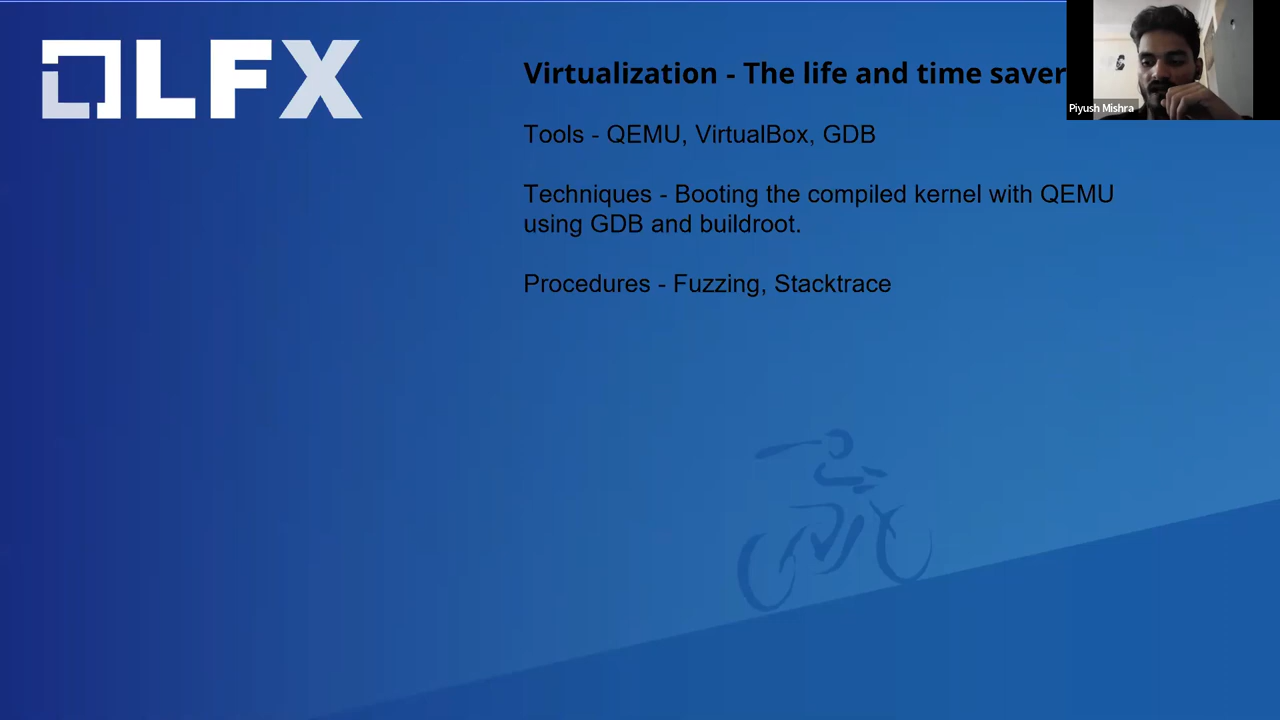 LFX
Virtualization - The life and time saver
Piyush Mishra
Tools - QEMU, VirtualBox, GDB
Techniques - Booting the compiled kernel with QEMU
using GDB and buildroot.
Procedures - Fuzzing, Stacktrace